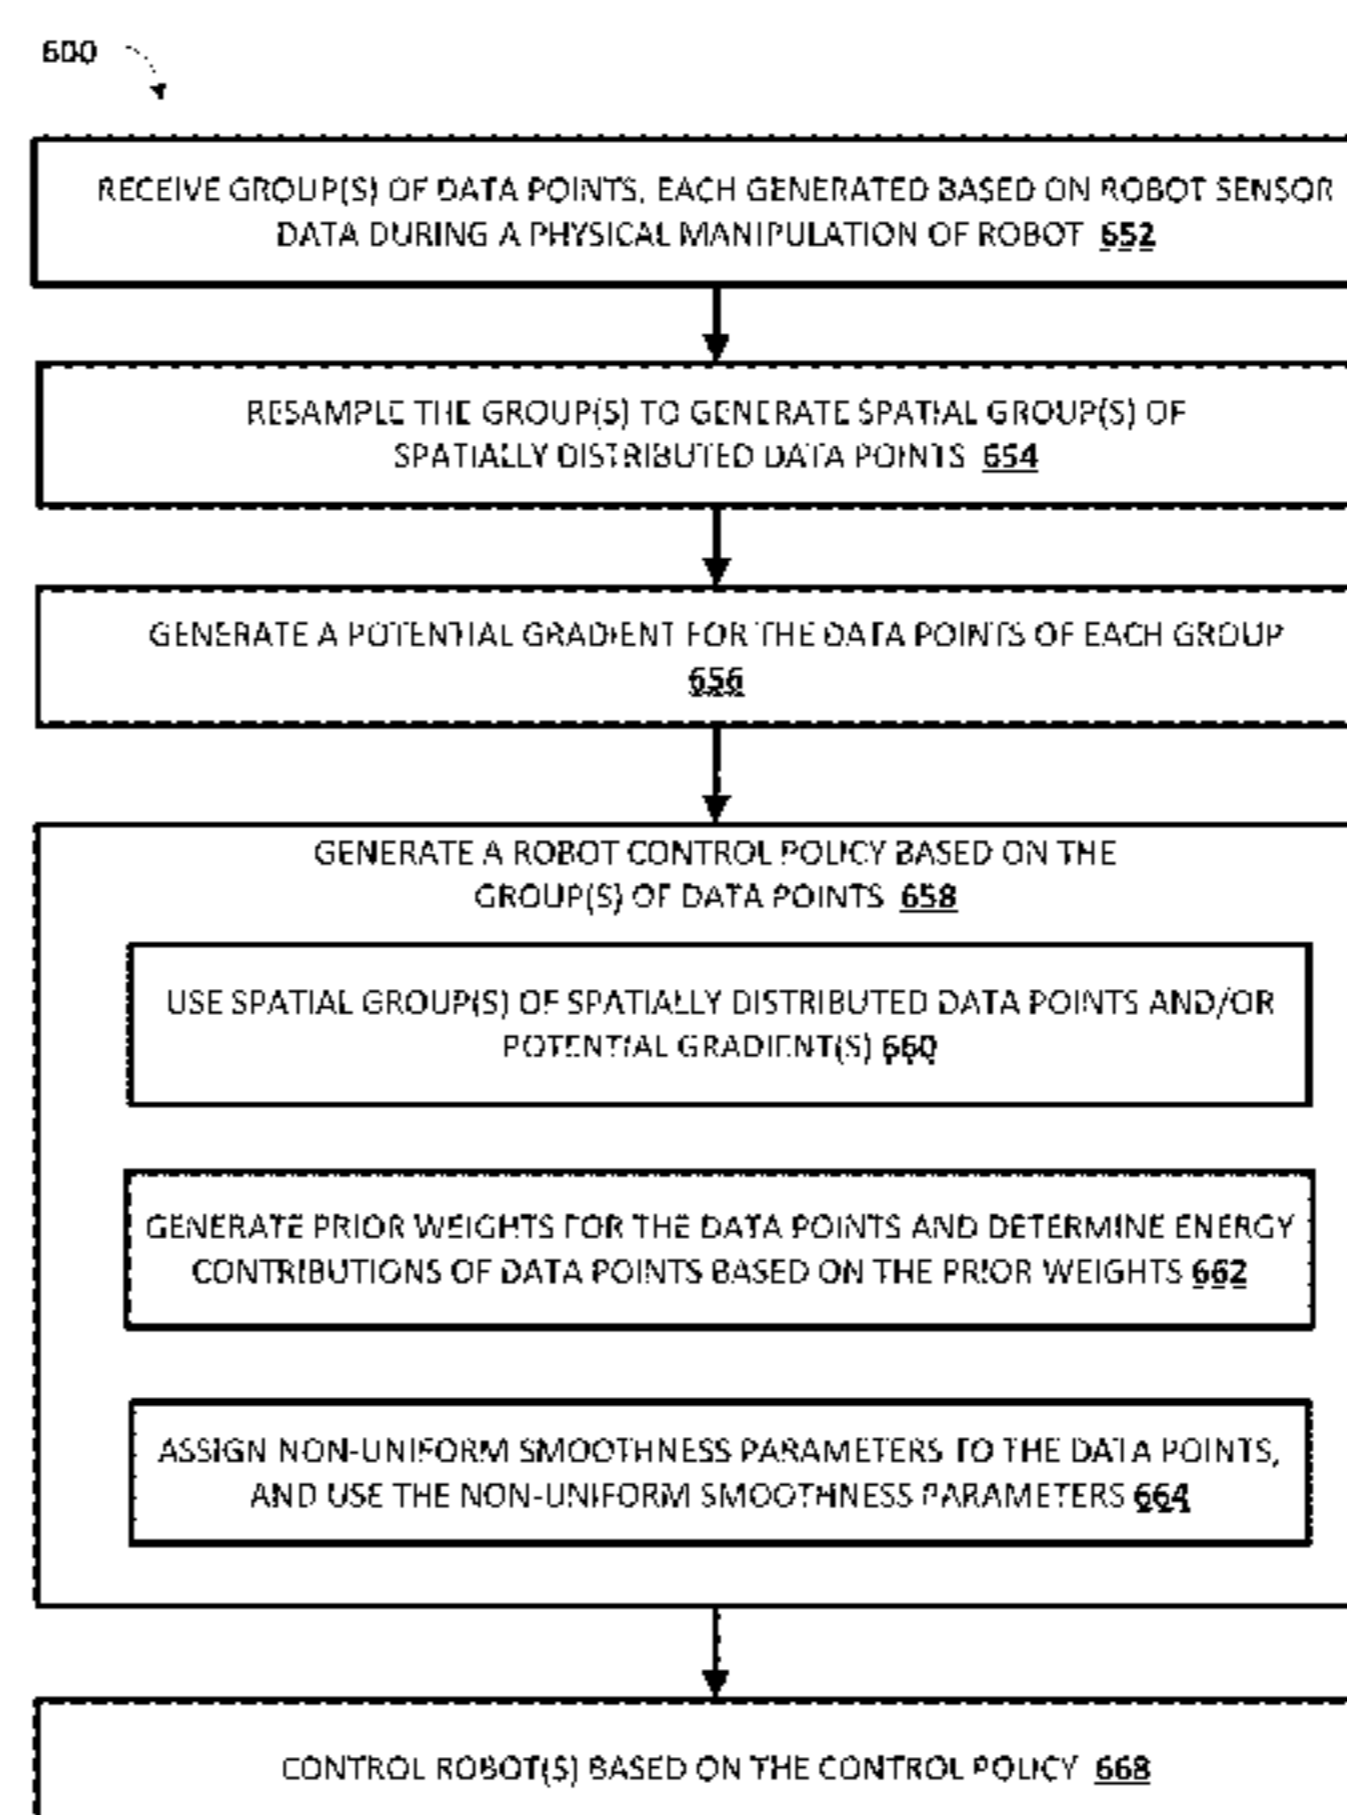 600
RECEIVE GROUP(S) OF DATA POINTS, EACH GENERATED BASED ON ROBOT SENSOR
DATA DURING A PHYSICAL MANIPULATION OF ROBOT 652
RESAMPLE THE GROUP(S) TO GENERATE SPATIAL GROUP(S) OF
SPATIALLY DISTRIBUTED DATA POINTS 654
GENERATE A POTENTIAL GRADIENT FOR THE DATA POINTS OF EACH GROUP
656
GENERATE A ROBOT CONTROL POLICY BASED ON THE
GROUP(S) OF DATA POINTS 658
USE SPATIAL GROUP(S) OF SPATIALLY DISTRIBUTED DATA POINTS AND/OR
POTENTIAL GRADIENT(S) 660
GENERATE PRIOR WEIGHTS FOR THE DATA POINTS AND DETERMINE ENERGY
CONTRIBUTIONS OF DATA POINTS BASED ON THE PRIOR WEIGHTS 662
ASSIGN NON-UNIFORM SMOOTHNESS PARAMETERS TO THE DATA POINTS,
AND USE THE NON-UNIFORM SMOOTHNESS PARAMETERS 664
CONTROL ROBOT(S) BASED ON THE CONTROL POLICY 668